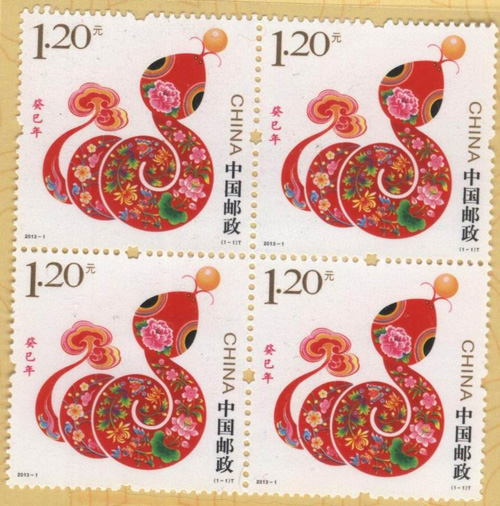 1.20元
癸巳年
CHINA
中国邮政
2013-1
(1-1)T
1.20元
癸巳年
CHINA
中国邮政
2013-1
(1-1)T
1.20元
癸巳年
CHINA
中国邮政
2013-1
(1-1)T
1.20元
癸巳年
CHINA
中国邮政
2013-1
(1-1)T